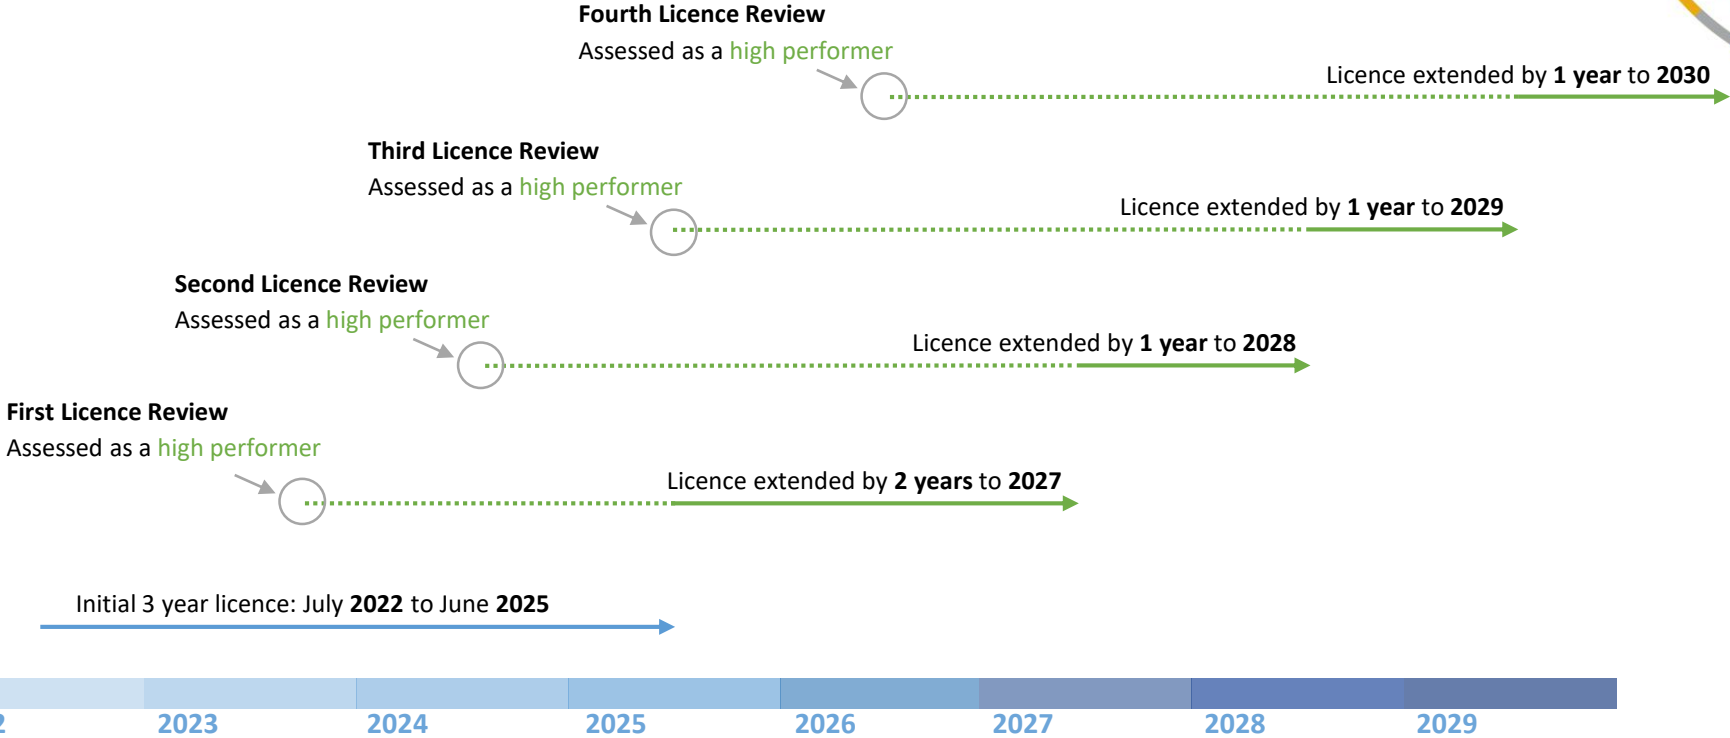 Fourth Licence Review
Assessed as a high performer
Licence extended by 1 year to 2030
Third Licence Review
Assessed as a high performer
Licence extended by 1 year to 2029
Second Licence Review
Assessed as a high performer
Licence extended by 1 year to 2028
First Licence Review
Assessed as a high performer
Licence extended by 2 years to 2027
Initial 3 year licence: July 2022 to June 2025
2 2023 2024 2025 2026 2027 2028 2029